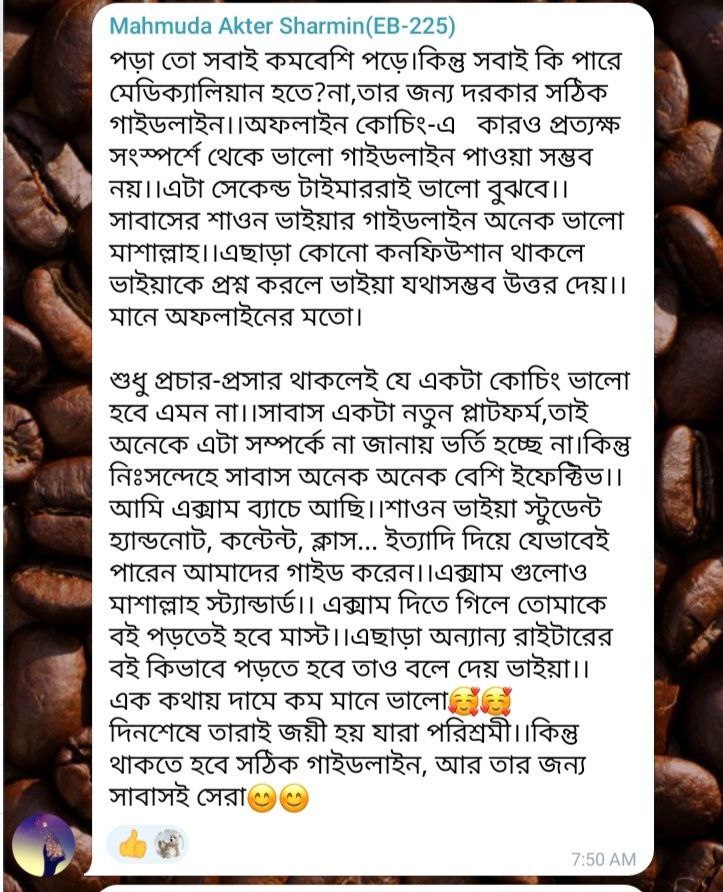 Mahmuda Akter Sharmin(EB-225)
পড়া তো সবাই কমবেশি পড়ে।কিন্তু সবাই কি পারে
মেডিক্যালিয়ান হতে?না,তার জন্য দরকার সঠিক
গাইডলাইন।।অফলাইন কোচিং-এ কারও প্রত্যক্ষ
সংস্পর্শে থেকে ভালো গাইডলাইন পাওয়া সম্ভব
নয়।।এটা সেকেন্ড টাইমাররাই ভালো বুঝবে।।
সাবাসের শাওন ভাইয়ার গাইডলাইন অনেক ভালো
মাশাল্লাহ।।এছাড়া কোনো কনফিউশান থাকলে
ভাইয়াকে প্রশ্ন করলে ভাইয়া যথাসম্ভব উত্তর দেয়।।
মানে অফলাইনের মতো।
শুধু প্রচার-প্রসার থাকলেই যে একটা কোচিং ভালো
হবে এমন না।।সাবাস একটা নতুন প্লাটফর্ম,তাই
অনেকে এটা সম্পর্কে না জানায় ভর্তি হচ্ছে না।কিন্তু
নিঃসন্দেহে সাবাস অনেক অনেক বেশি ইফেক্টিভ।।
আমি এক্সাম ব্যাচে আছি।।শাওন ভাইয়া স্টুডেন্ট
হ্যান্ডনোট, কন্টেন্ট, ক্লাস... ইত্যাদি দিয়ে যেভাবেই
পারেন আমাদের গাইড করেন।।এক্সাম গুলোও
মাশাল্লাহ স্ট্যান্ডার্ড।। এক্সাম দিতে গিলে তোমাকে
বই পড়তেই হবে মাস্ট।।এছাড়া অন্যান্য রাইটারের
বই কিভাবে পড়তে হবে তাও বলে দেয় ভাইয়া।।
এক কথায় দামে কম মানে ভালো🥰🥰
দিনশেষে তারাই জয়ী হয় যারা পরিশ্রমী।।কিন্তু
থাকতে হবে সঠিক গাইডলাইন, আর তার জন্য
সাবাসই সেরা😊😊
7:50 AM